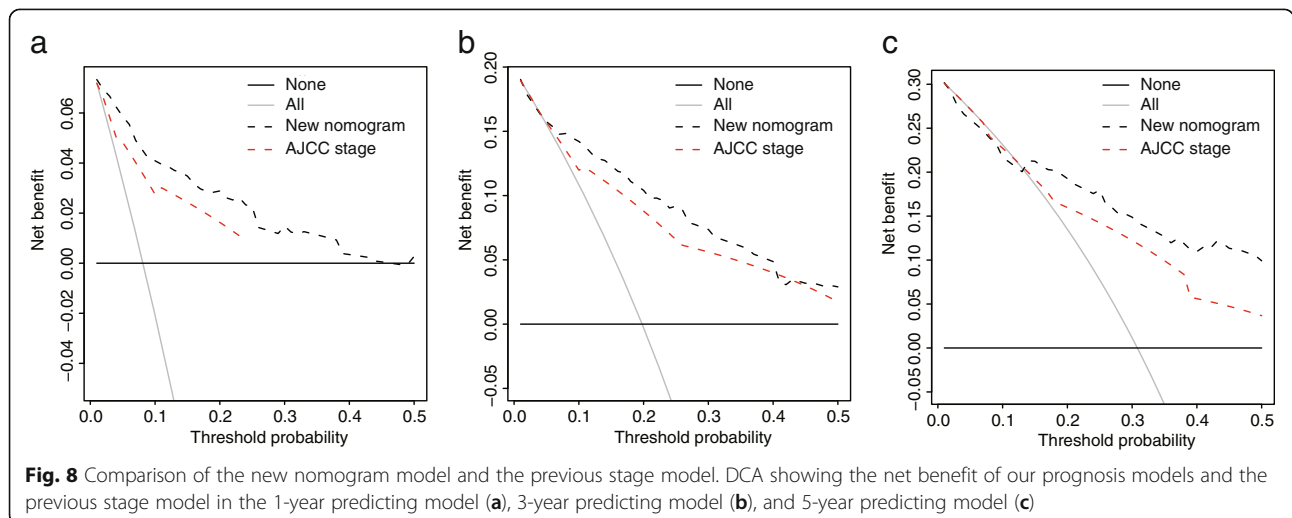 a
None
All
New nomogram
AJCC stage
Net benefit
0.06
0.04
0.02
0.00
−0.02
−0.04
0.0 0.1 0.2 0.3 0.4 0.5
Threshold probability
b
None
All
New nomogram
AJCC stage
Net benefit
0.20
0.15
0.10
0.05
0.00
−0.05
0.0 0.1 0.2 0.3 0.4 0.5
Threshold probability
c
None
All
New nomogram
AJCC stage
Net benefit
0.30
0.25
0.20
0.15
0.10
0.05
0.00
−0.05
0.0 0.1 0.2 0.3 0.4 0.5
Threshold probability
Fig. 8 Comparison of the new nomogram model and the previous stage model. DCA showing the net benefit of our prognosis models and the
previous stage model in the 1-year predicting model (a), 3-year predicting model (b), and 5-year predicting model (c)